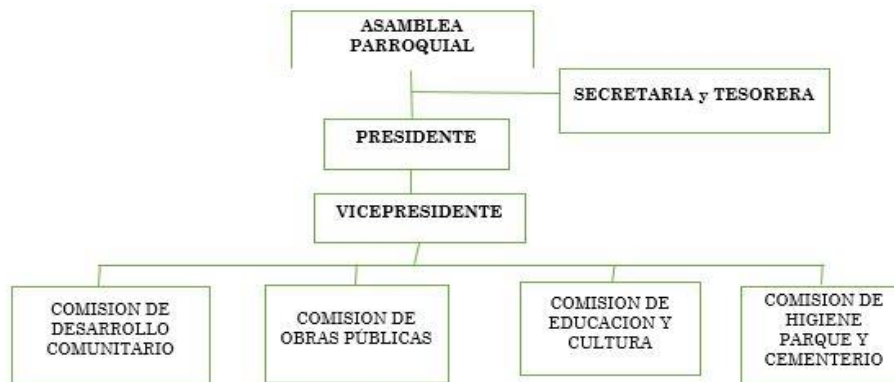 ASAMBLEA
PARROQUIAL
SECRETARIA y TESORERA
PRESIDENTE
VICEPRESIDENTE
COMISION DE
DESARROLLO
COMUNITARIO
COMISION DE
OBRAS PÚBLICAS
COMISION DE
EDUCACION Y
CULTURA
COMISION DE
HIGIENE
PARQUE Y
CEMENTERIO